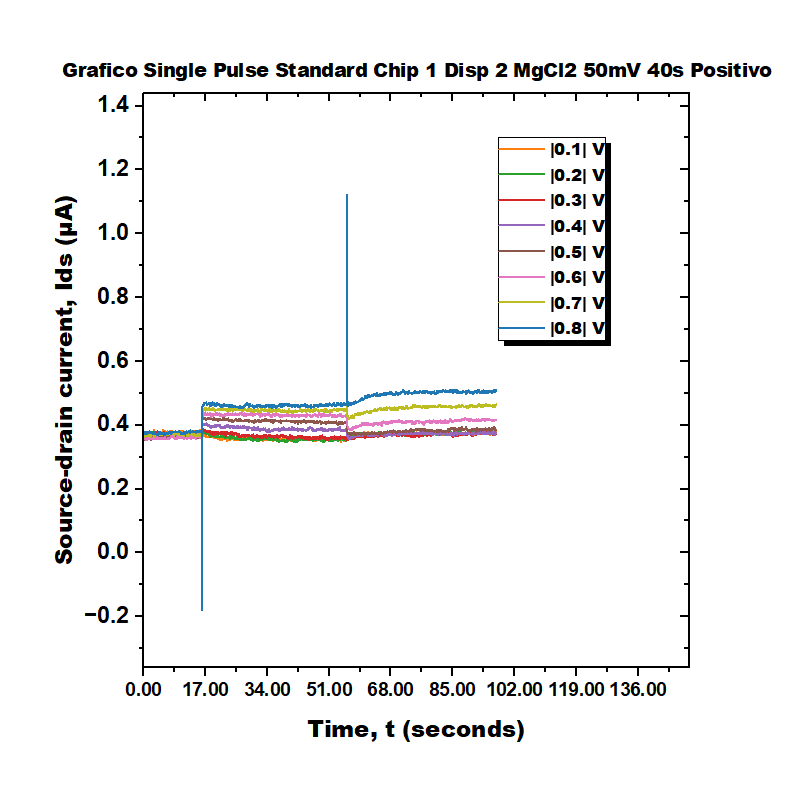 Grafico Single Pulse Standard Chip 1 Disp 2 MgCl2 50mV 40s Positivo
1.4
1.2
1.0
0.8
0.6
0.4
0.2
0.0
−0.2
Source-drain current, Ids (µA)
|0.1| V
|0.2| V
|0.3| V
|0.4| V
|0.5| V
|0.6| V
|0.7| V
|0.8| V
0.00 17.00 34.00 51.00 68.00 85.00 102.00 119.00 136.00
Time, t (seconds)